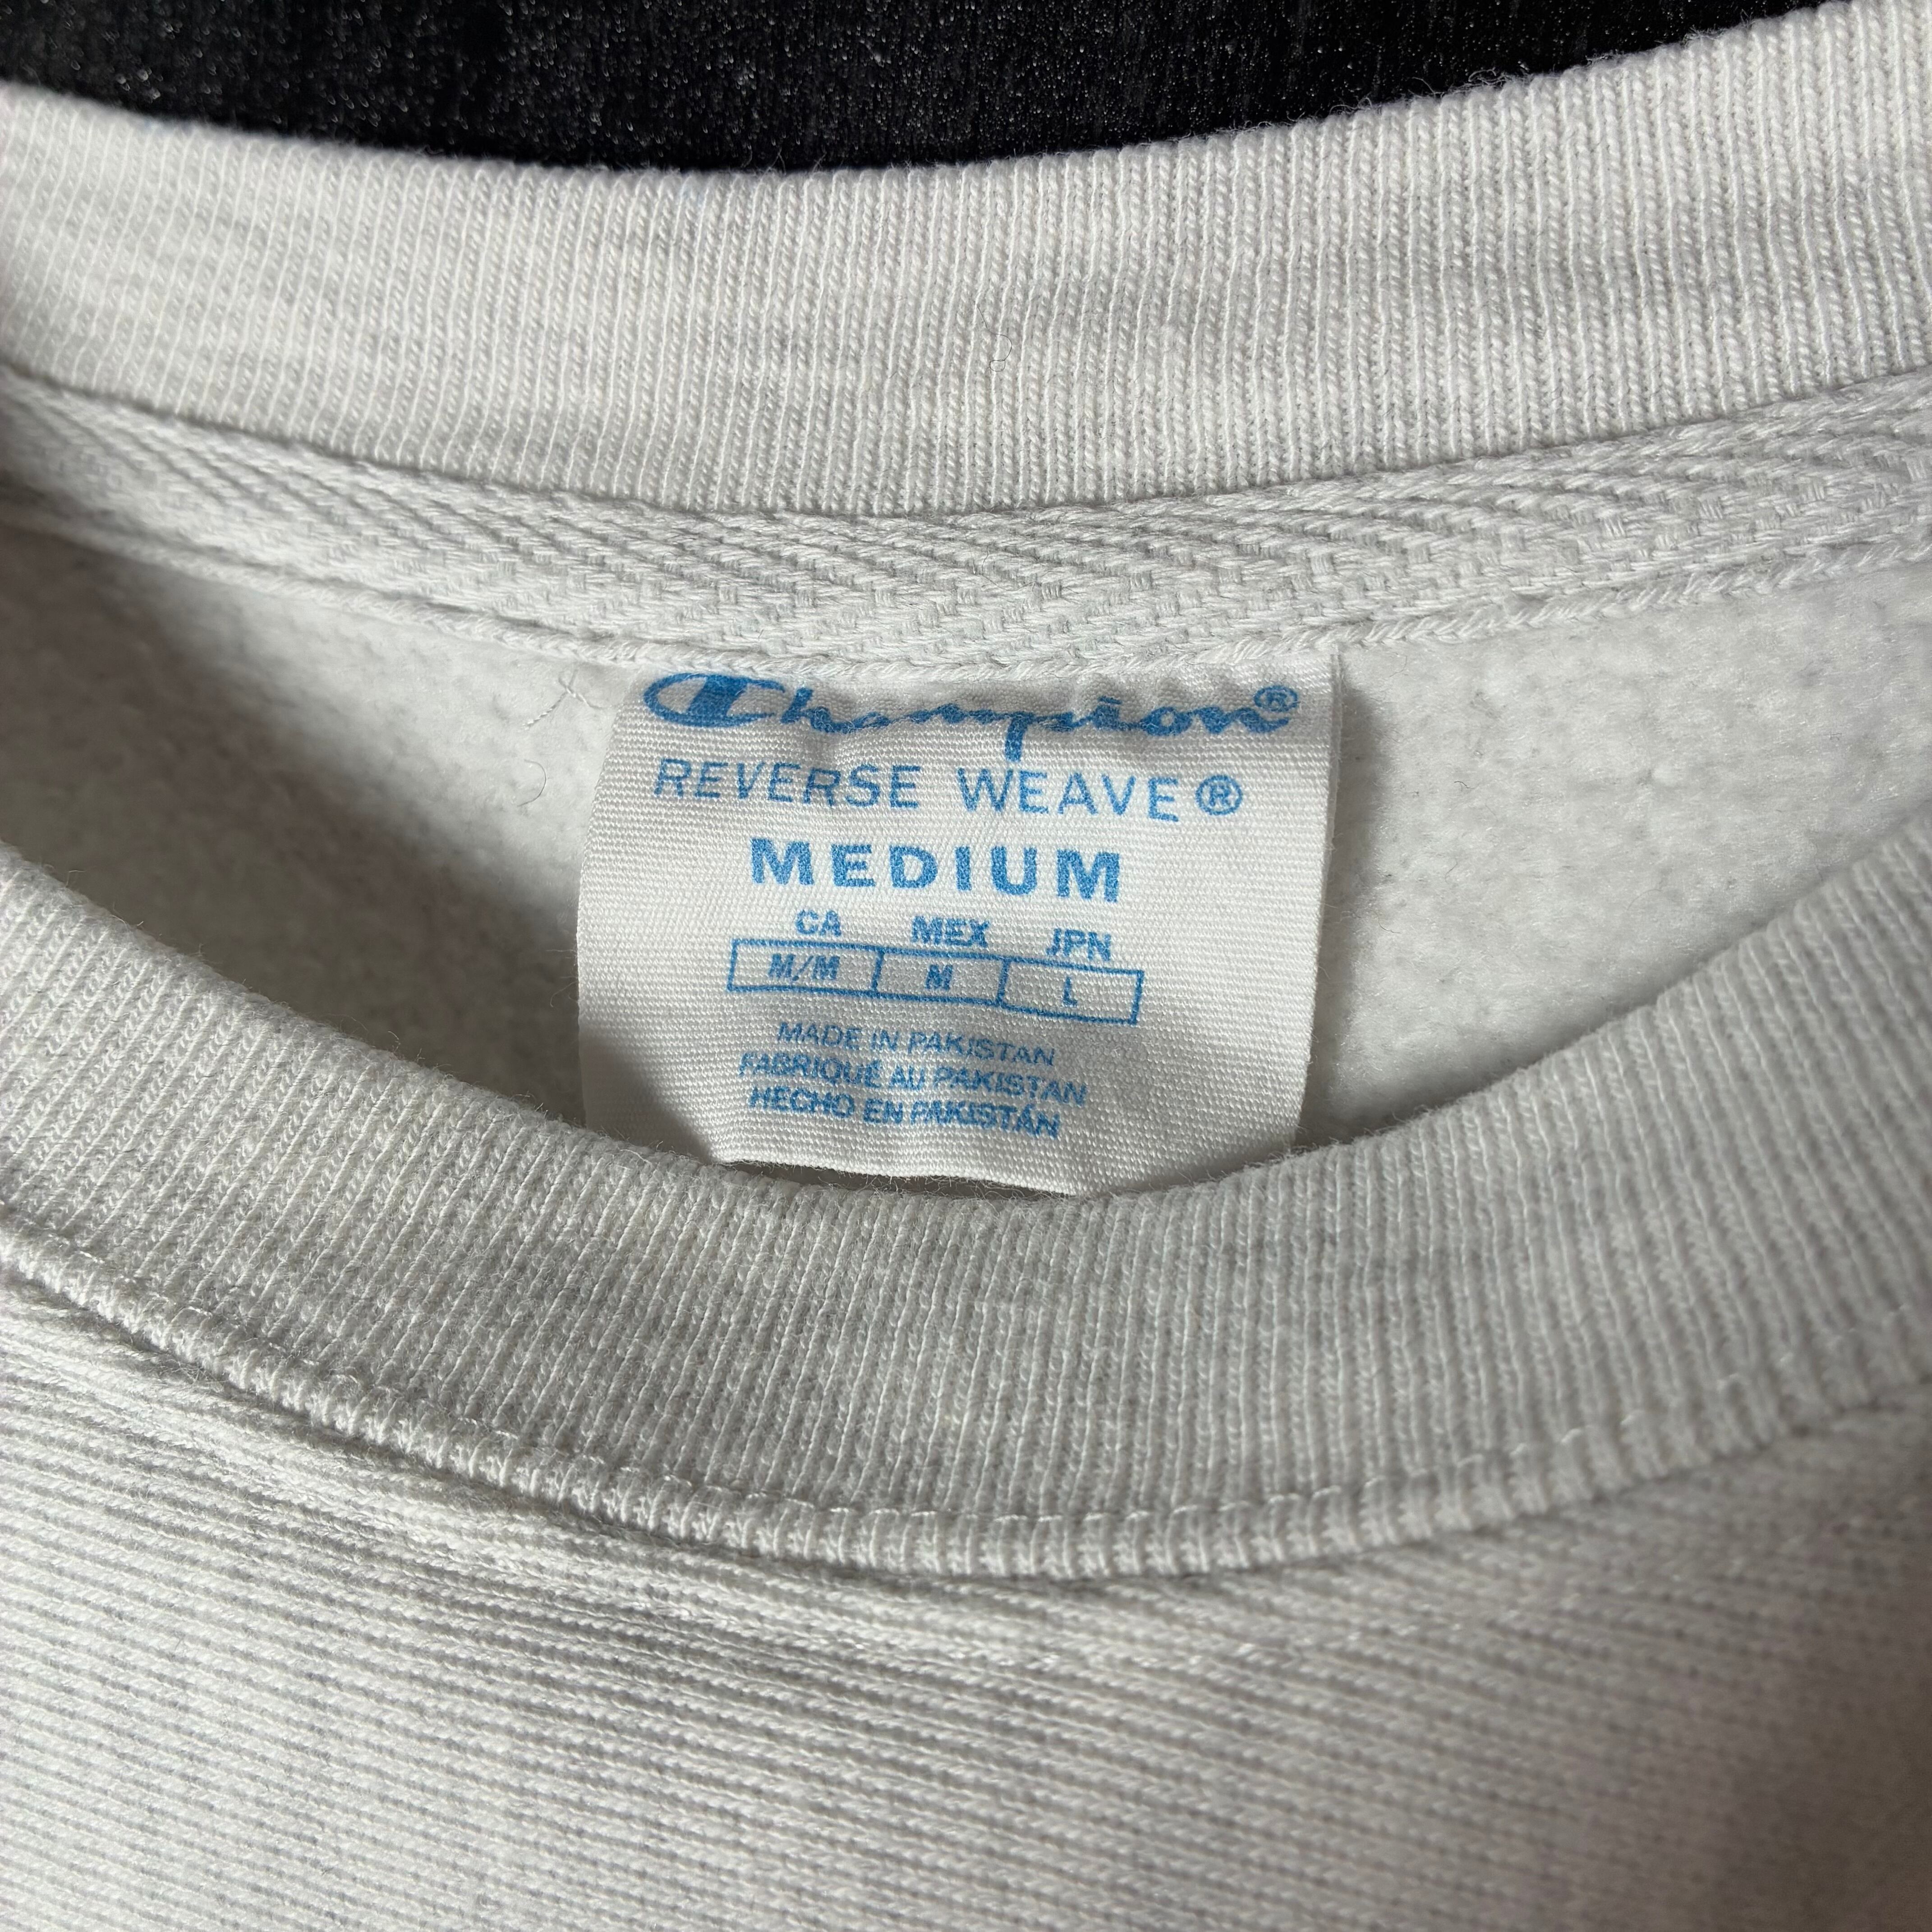 Champion®
REVERSE WEAVE®
MEDIUM
CA MEX JPN
M/M M L
MADE IN PAKISTAN
FABRIQUÉ AU PAKISTAN
HECHO EN PAKISTÁN